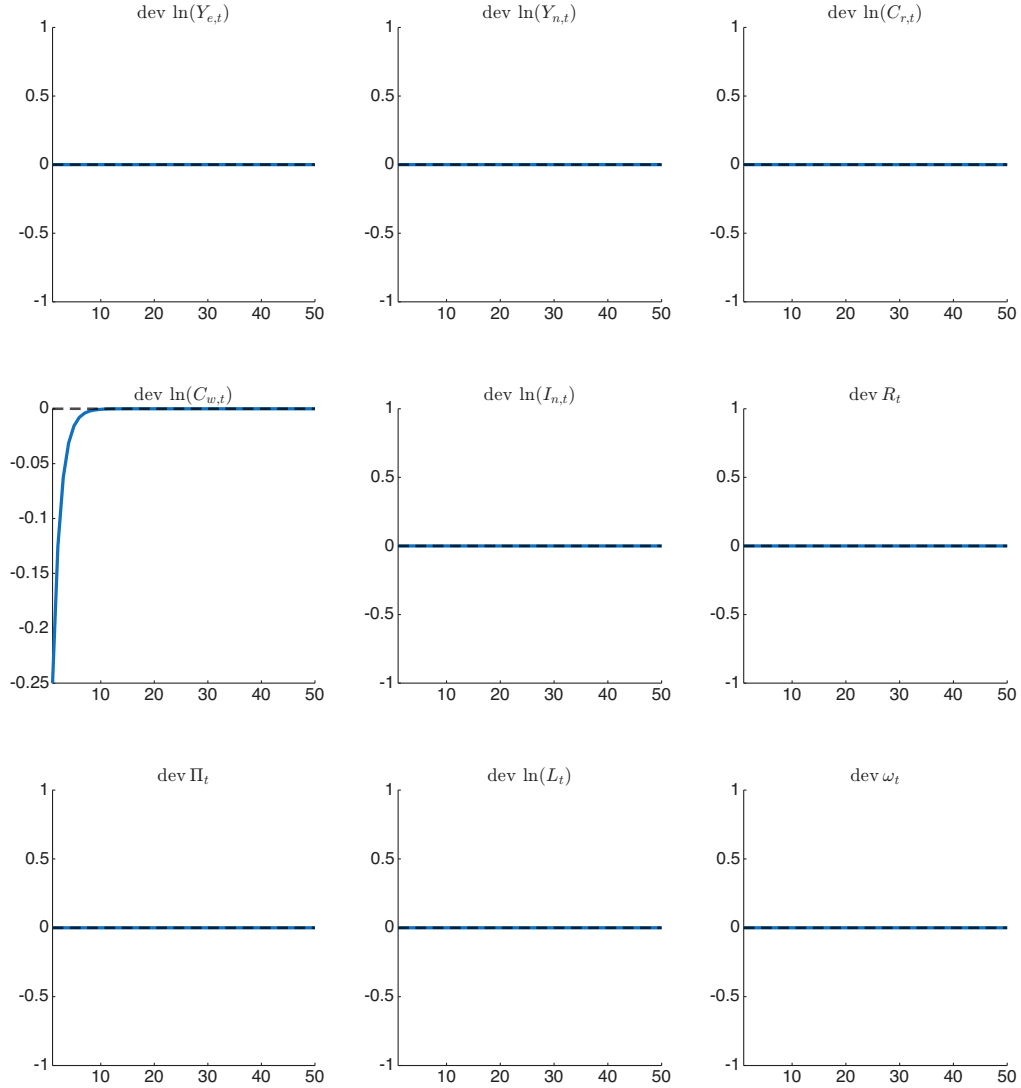 dev ln(Y_{e,t}) dev ln(Y_{n,t}) dev ln(C_{r,t})
1 1 1
0.5 0.5 0.5
0 0 0
-0.5 -0.5 -0.5
-1 -1 -1
10 20 30 40 50 10 20 30 40 50 10 20 30 40 50
dev ln(C_{w,t}) dev ln(I_{n,t}) dev R_t
0 1 1
-0.05 0.5 0.5
-0.1 0 0
-0.15 -0.5 -0.5
-0.2 -1 -1
-0.25
10 20 30 40 50 10 20 30 40 50 10 20 30 40 50
dev Π_t dev ln(L_t) dev ω_t
1 1 1
0.5 0.5 0.5
0 0 0
-0.5 -0.5 -0.5
-1 -1 -1
10 20 30 40 50 10 20 30 40 50 10 20 30 40 50